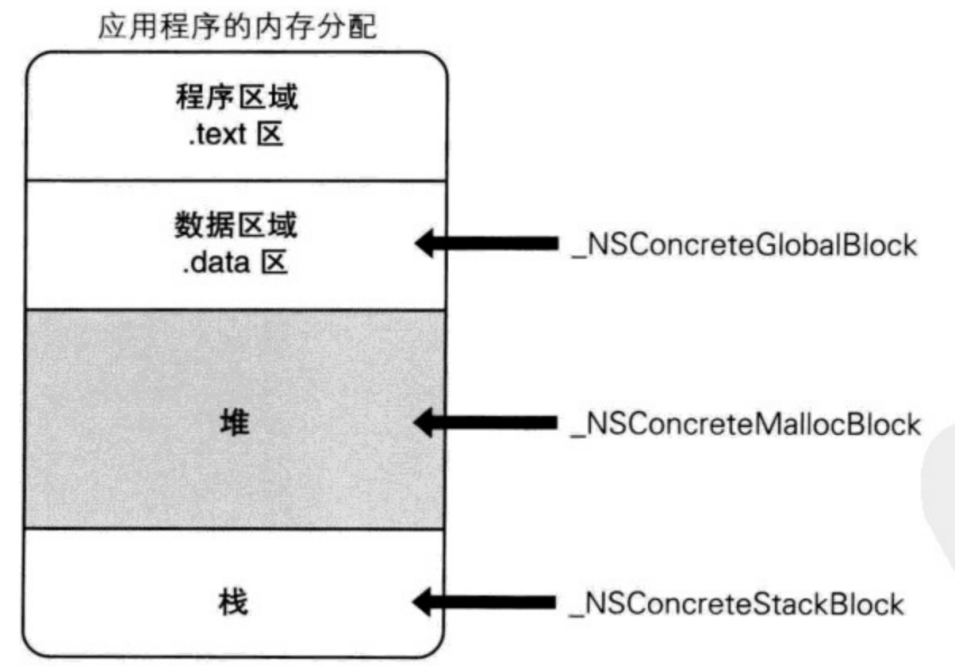 应用程序的内存分配
程序区域
.text 区
数据区域
.data 区
_NSConcreteGlobalBlock
堆
_NSConcreteMallocBlock
栈
_NSConcreteStackBlock